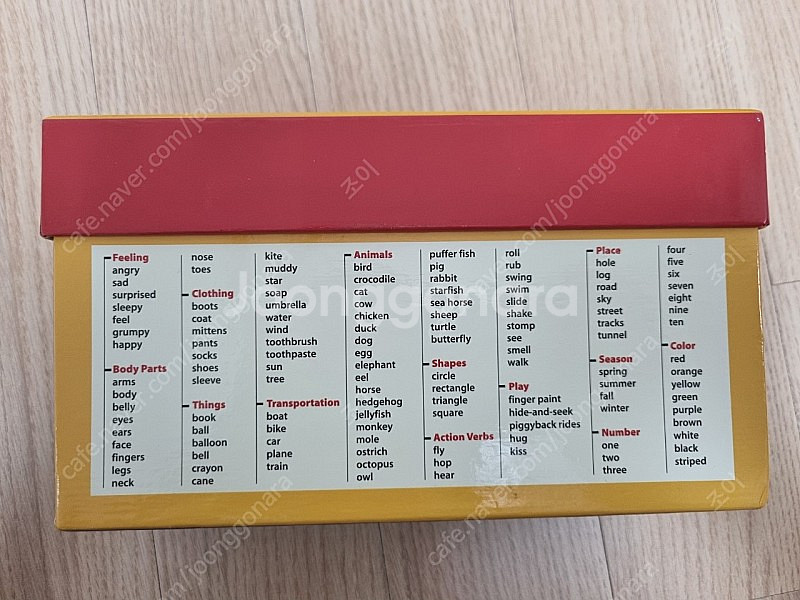 Feeling
angry
sad
surprised
sleepy
feel
grumpy
happy
Body Parts
arms
body
belly
eyes
ears
face
fingers
legs
neck
nose
toes
Clothing
boots
coat
mittens
pants
socks
shoes
sleeve
Things
book
ball
balloon
bell
crayon
cane
kite
muddy
star
soap
umbrella
water
wind
toothbrush
toothpaste
sun
tree
Transportation
boat
bike
car
plane
train
Animals
bird
crocodile
cat
cow
chicken
duck
dog
egg
elephant
eel
horse
hedgehog
jellyfish
monkey
mole
ostrich
octopus
owl
puffer fish
pig
rabbit
starfish
sea horse
sheep
turtle
butterfly
Shapes
circle
rectangle
triangle
square
Action Verbs
fly
hop
hear
roll
rub
swing
swim
slide
shake
stomp
see
smell
walk
Play
finger paint
hide-and-seek
piggyback rides
hug
kiss
Place
hole
log
road
sky
street
tracks
tunnel
Season
spring
summer
fall
winter
Number
one
two
three
four
five
six
seven
eight
nine
ten
Color
red
orange
yellow
green
purple
brown
white
black
striped
Joonggonara
cafe.naver.com/joonggonara
조이